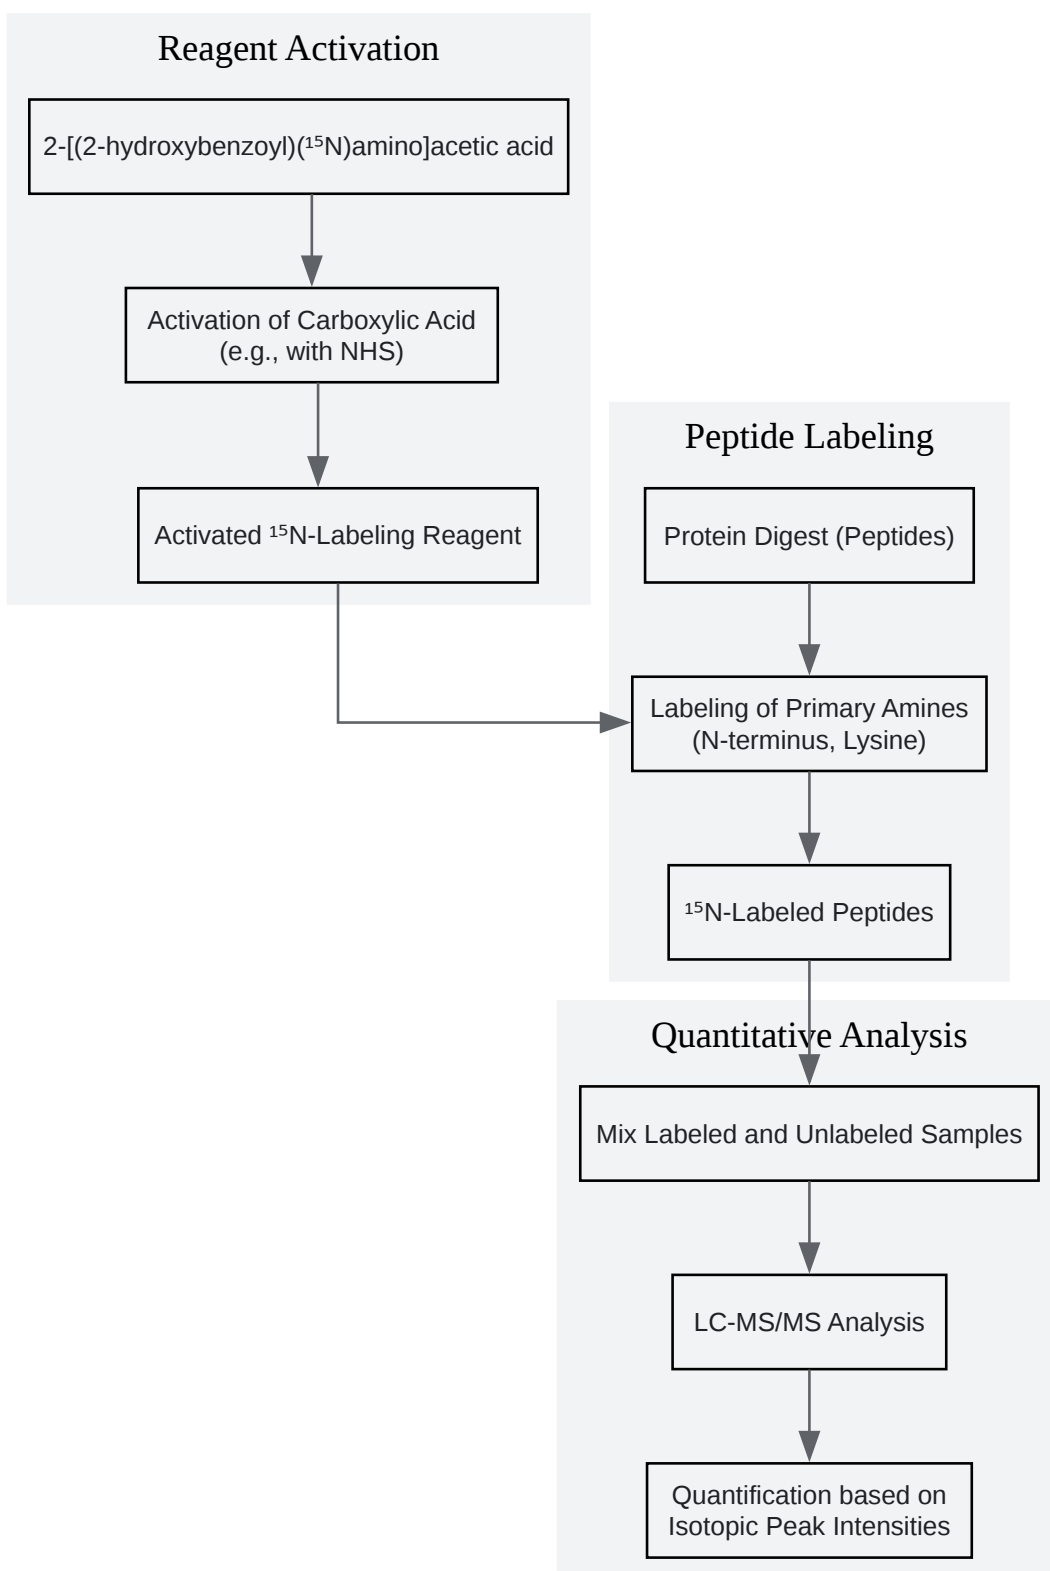 Reagent Activation
2-[(2-hydroxybenzoyl)(¹⁵N)amino]acetic acid
Activation of Carboxylic Acid
(e.g., with NHS)
Activated ¹⁵N-Labeling Reagent
Peptide Labeling
Protein Digest (Peptides)
Labeling of Primary Amines
(N-terminus, Lysine)
¹⁵N-Labeled Peptides
Quantitative Analysis
Mix Labeled and Unlabeled Samples
LC-MS/MS Analysis
Quantification based on
Isotopic Peak Intensities